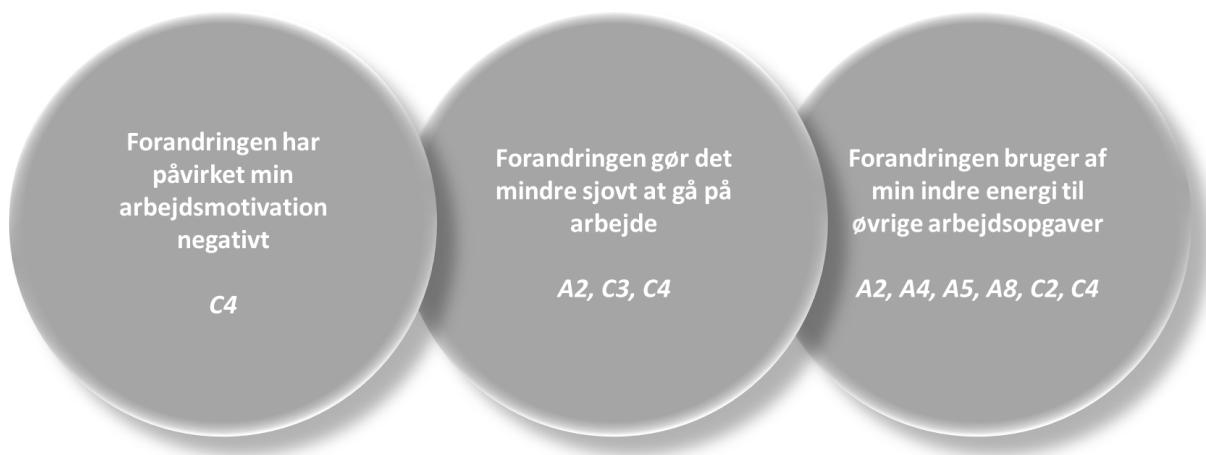 Forandringen har
påvirket min
arbejdsmotivation
negativt
C4
Forandringen gør det
mindre sjovt at gå på
arbejde
A2, C3, C4
Forandringen bruger af
min indre energi til
øvrige arbejdsopgaver
A2, A4, A5, A8, C2, C4